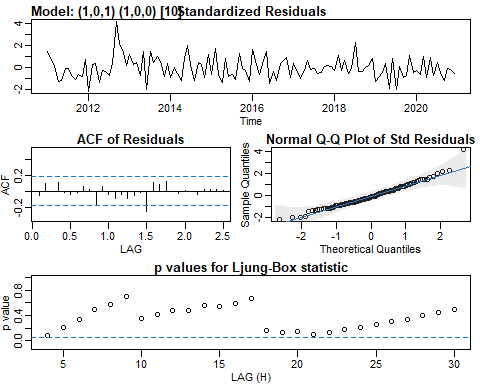 Model: (1,0,1) (1,0,0) [10] Standardized Residuals
4
2
0
-2
2012 2014 2016 2018 2020
Time
ACF of Residuals
ACF
0.2
-0.2
0.0 0.5 1.0 1.5 2.0 2.5
LAG
Normal Q-Q Plot of Std Residuals
Sample Quantiles
4
2
0
-2
-2 -1 0 1 2
Theoretical Quantiles
p values for Ljung-Box statistic
p value
0.8
0.4
0.0
5 10 15 20 25 30
LAG (H)